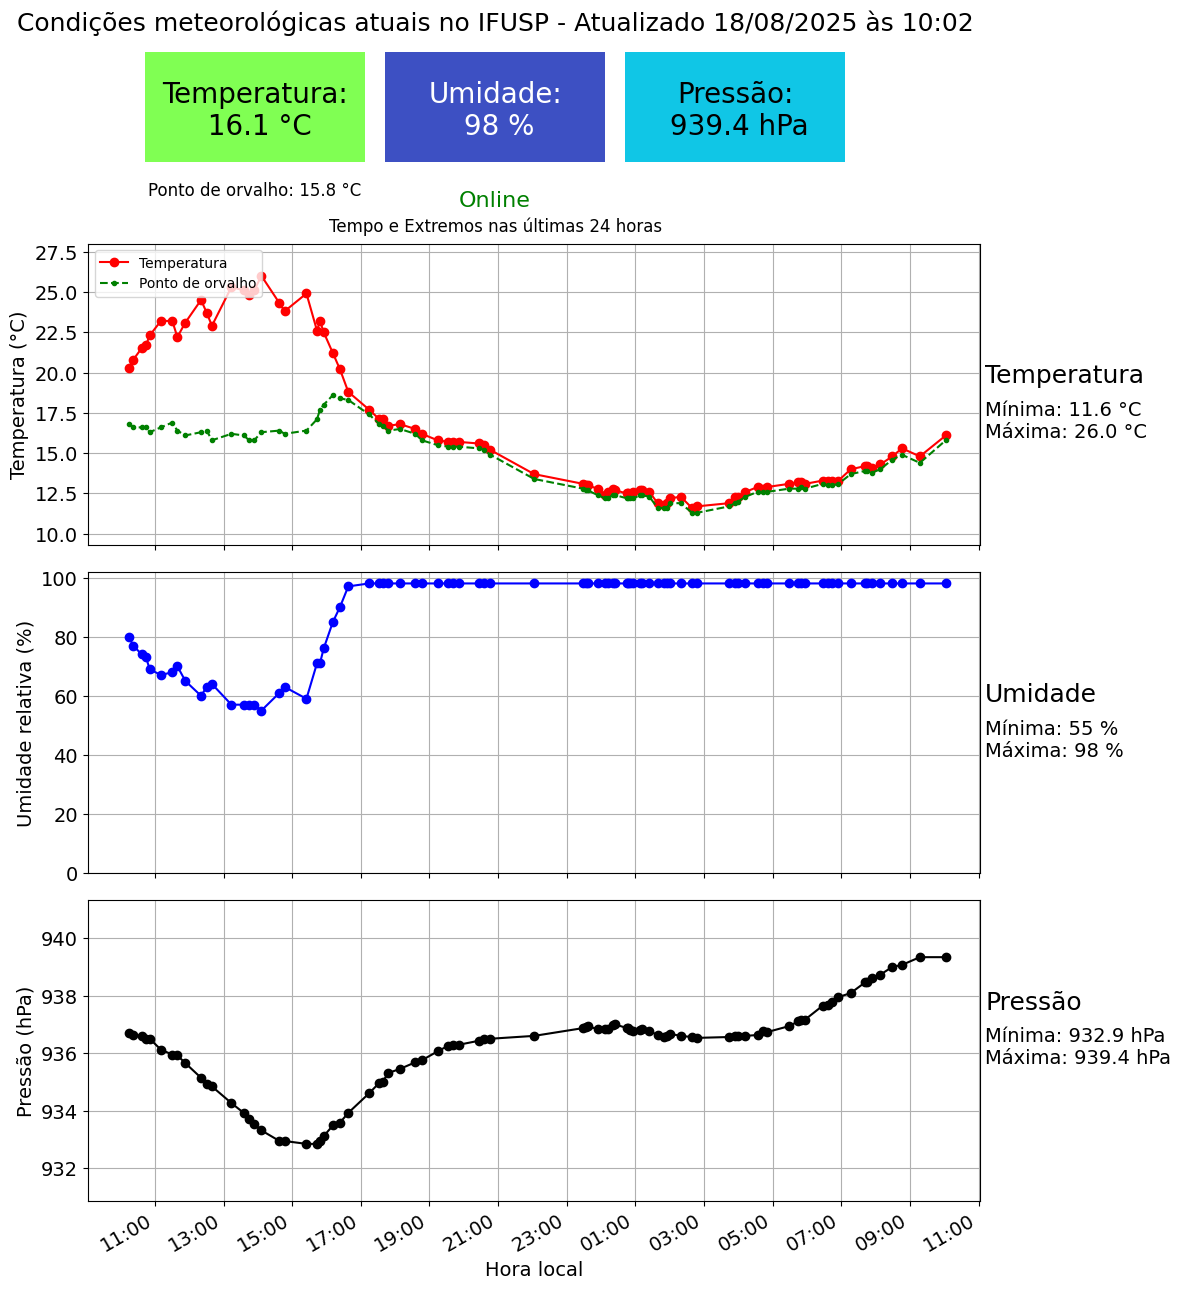 Condições meteorológicas atuais no IFUSP - Atualizado 18/08/2025 às 10:02
Temperatura:
16.1 °C
Umidade:
98 %
Pressão:
939.4 hPa
Ponto de orvalho: 15.8 °C
Online
Tempo e Extremos nas últimas 24 horas
Temperatura
Ponto de orvalho
Temperatura (°C)
27.5
25.0
22.5
20.0
17.5
15.0
12.5
10.0
Temperatura
Mínima: 11.6 °C
Máxima: 26.0 °C
Umidade relativa (%)
100
80
60
40
20
0
Umidade
Mínima: 55 %
Máxima: 98 %
Pressão (hPa)
940
938
936
934
932
Pressão
Mínima: 932.9 hPa
Máxima: 939.4 hPa
11:00
13:00
15:00
17:00
19:00
21:00
23:00
01:00
03:00
05:00
07:00
09:00
11:00
Hora local